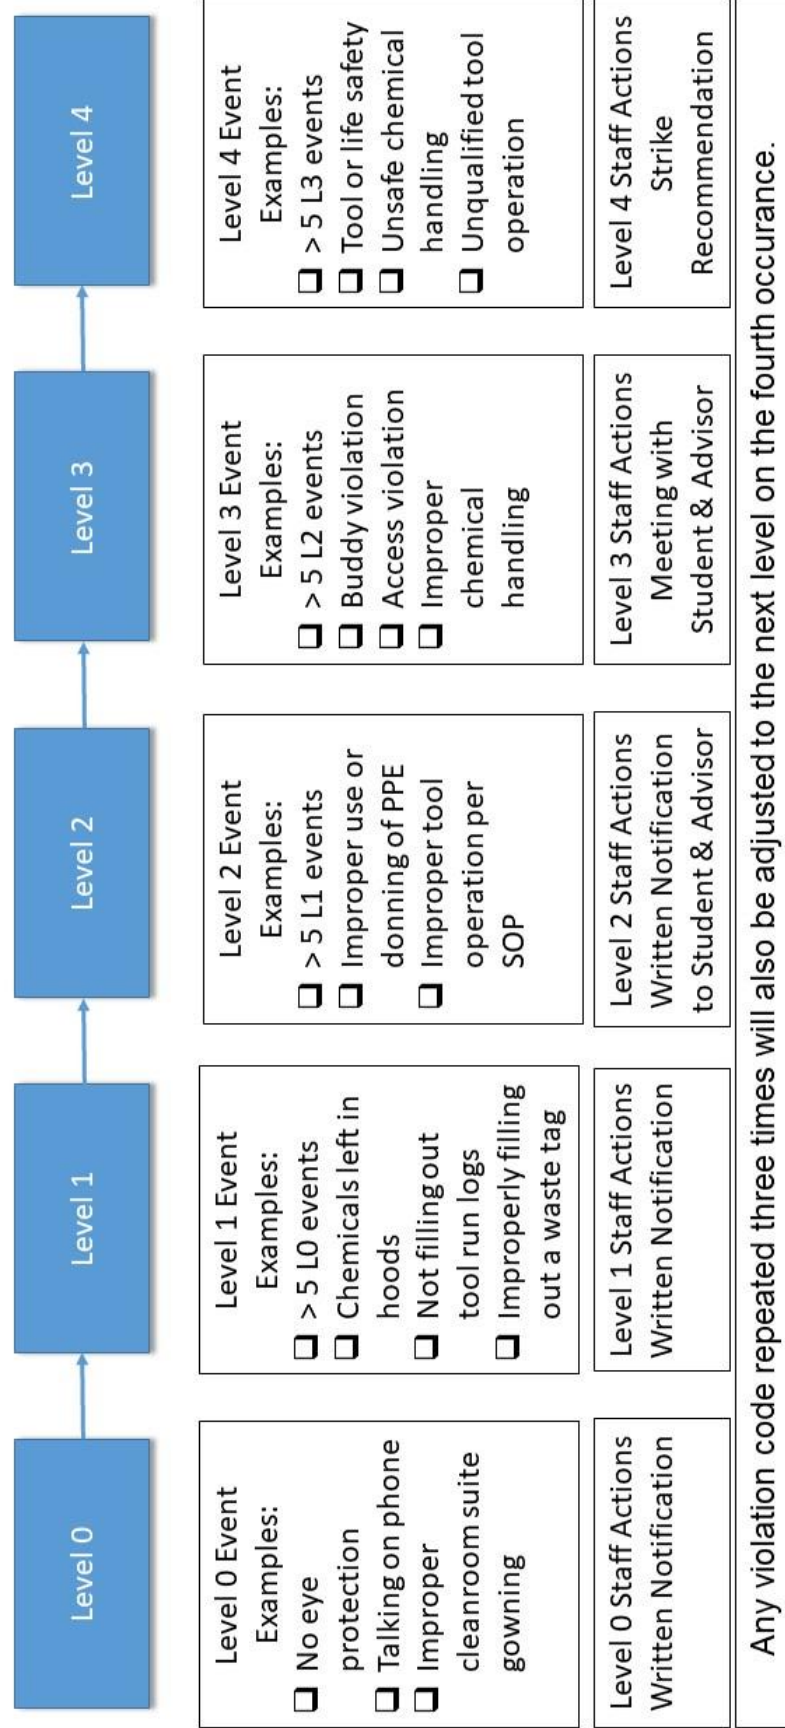 Level 0
Level 1
Level 2
Level 3
Level 4
Level 0 Event
Examples:
❑ No eye
protection
❑ Talking on phone
❑ Improper
cleanroom suite
gowning
Level 1 Event
Examples:
❑ > 5 L0 events
❑ Chemicals left in
hoods
❑ Not filling out
tool run logs
❑ Improperly filling
out a waste tag
Level 2 Event
Examples:
❑ > 5 L1 events
❑ Improper use or
donning of PPE
❑ Improper tool
operation per
SOP
Level 3 Event
Examples:
❑ > 5 L2 events
❑ Buddy violation
❑ Access violation
❑ Improper
chemical
handling
Level 4 Event
Examples:
❑ > 5 L3 events
❑ Tool or life safety
❑ Unsafe chemical
handling
❑ Unqualified tool
operation
Level 0 Staff Actions
Written Notification
Level 1 Staff Actions
Written Notification
Level 2 Staff Actions
Written Notification
to Student & Advisor
Level 3 Staff Actions
Meeting with
Student & Advisor
Level 4 Staff Actions
Strike
Recommendation
Any violation code repeated three times will also be adjusted to the next level on the fourth occurance.